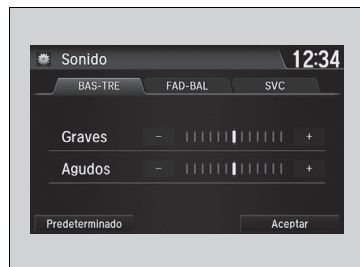 Sonido 12:34
BAS-TRE FAD-BAL SVC
Graves - +
Agudos - +
Predeterminado Aceptar